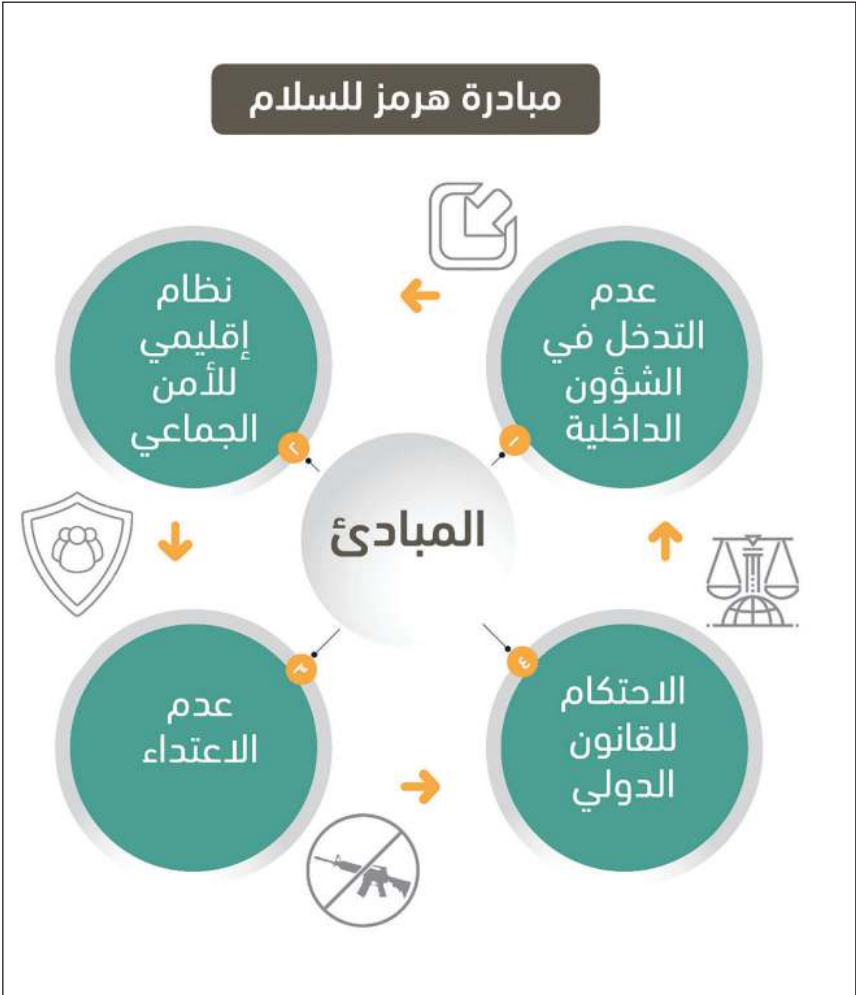 مبادرة هرمز للسلام
عدم
التدخل في
الشؤون
الداخلية
١
نظام
إقليمي
للأمن
الجماعي
٢
المبادئ
عدم
الاعتداء
٣
الاحتكام
للقانون
الدولي
٤